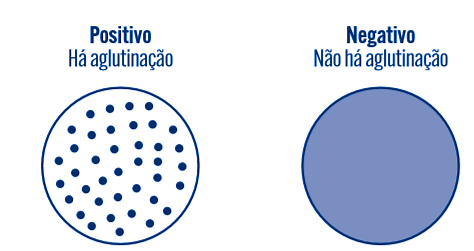 Positivo
Há aglutinação
Negativo
Não há aglutinação